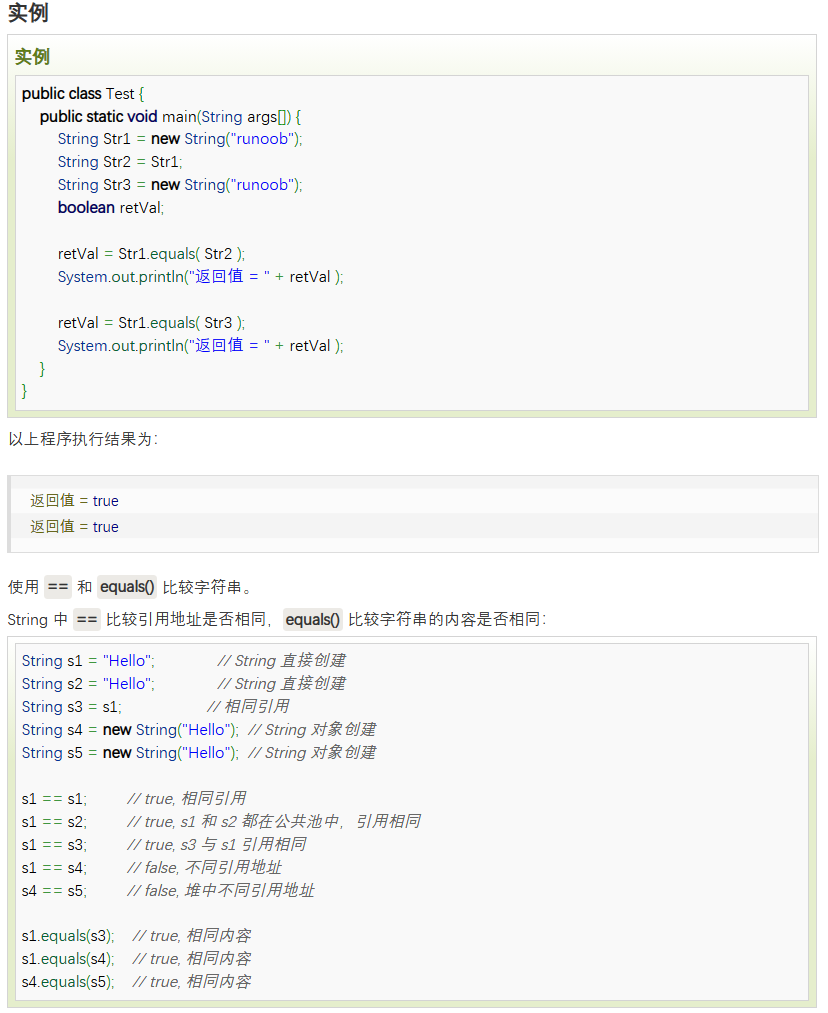 实例
实例
public class Test {
public static void main(String args[]) {
String Str1 = new String("runoob");
String Str2 = Str1;
String Str3 = new String("runoob");
boolean retVal;
retVal = Str1.equals( Str2 );
System.out.println("返回值 = " + retVal );
retVal = Str1.equals( Str3 );
System.out.println("返回值 = " + retVal );
}
}
以上程序执行结果为：
返回值 = true
返回值 = true
使用 == 和 equals() 比较字符串。
String 中 == 比较引用地址是否相同，equals() 比较字符串的内容是否相同：
String s1 = "Hello"; // String 直接创建
String s2 = "Hello"; // String 直接创建
String s3 = s1; // 相同引用
String s4 = new String("Hello"); // String 对象创建
String s5 = new String("Hello"); // String 对象创建
s1 == s1; // true, 相同引用
s1 == s2; // true, s1 和 s2 都在公共池中，引用相同
s1 == s3; // true, s3 与 s1 引用相同
s1 == s4; // false, 不同引用地址
s4 == s5; // false, 堆中不同引用地址
s1.equals(s3); // true, 相同内容
s1.equals(s4); // true, 相同内容
s4.equals(s5); // true, 相同内容